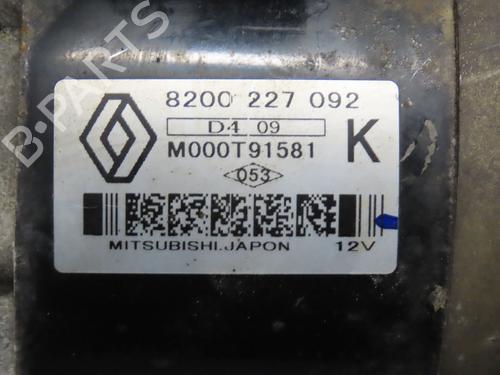 B-PARTS
8200 227 092
D4 09
M000T91581
K
053
MITSUBISHI.JAPON
12V